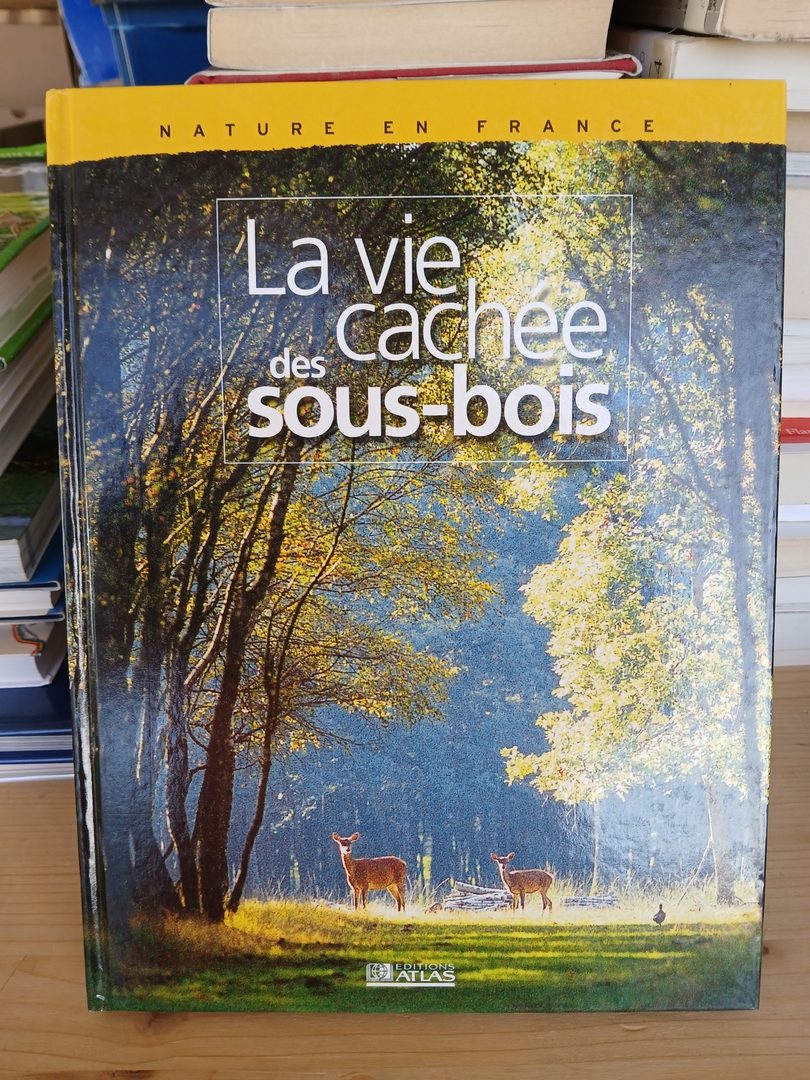 NATURE EN FRANCE
La vie
cachée
des
sous-bois
EDITIONS
ATLAS